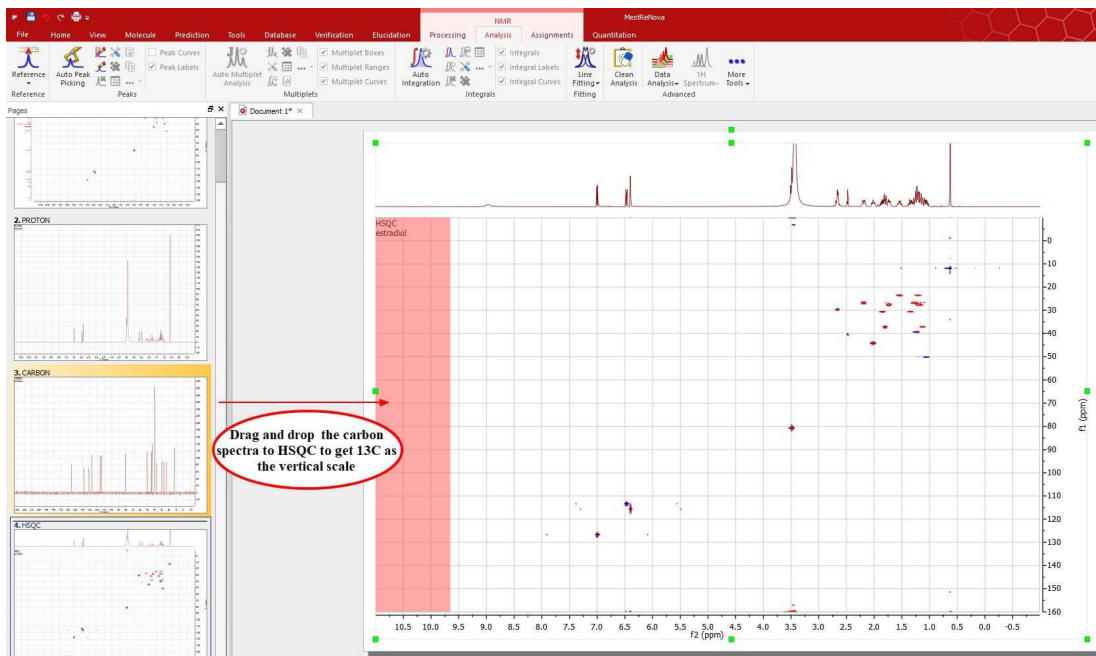 NMR
MestReNova
File Home View Molecule Prediction Tools Database Verification Elucidation Processing Analysis Assignments Quantitation
Reference
Auto Peak Picking
Peak Curves
Peak Labels
Auto Multiplet Analysis
Multiplet Boxes
Multiplet Ranges
Multiplet Curves
Auto Integration
Integrals
Integral Labels
Integral Curves
Line Fitting
Clean Analysis
Data Analysis
1H Spectrum
More Tools
Reference Peaks Multiplets Integrals Fitting Advanced
Pages
Document 1*
2. PROTON
3. CARBON
4. HSQC
Drag and drop the carbon
spectra to HSQC to get 13C as
the vertical scale
HSQC
estradiol
0
10
20
30
40
50
60
70
80
90
100
110
120
130
140
150
160
f1 (ppm)
10.5 10.0 9.5 9.0 8.5 8.0 7.5 7.0 6.5 6.0 5.5 5.0 4.5 4.0 3.5 3.0 2.5 2.0 1.5 1.0 0.5 0.0 -0.5
f2 (ppm)